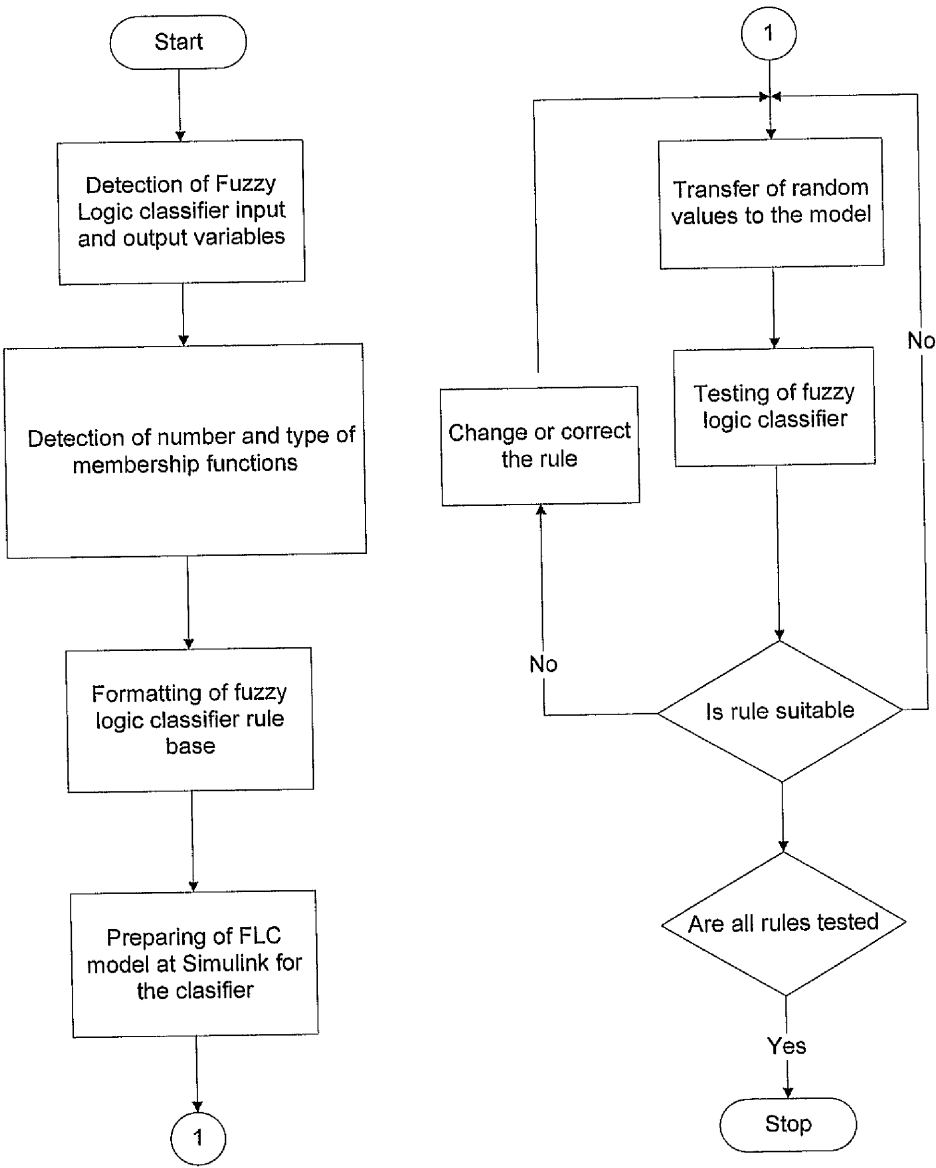 Start
Detection of Fuzzy
Logic classifier input
and output variables
Detection of number and type of
membership functions
Formatting of fuzzy
logic classifier rule
base
Preparing of FLC
model at Simulink for
the clasifier
1
1
Transfer of random
values to the model
No
Testing of fuzzy
logic classifier
Change or correct
the rule
No
Is rule suitable
Are all rules tested
Yes
Stop